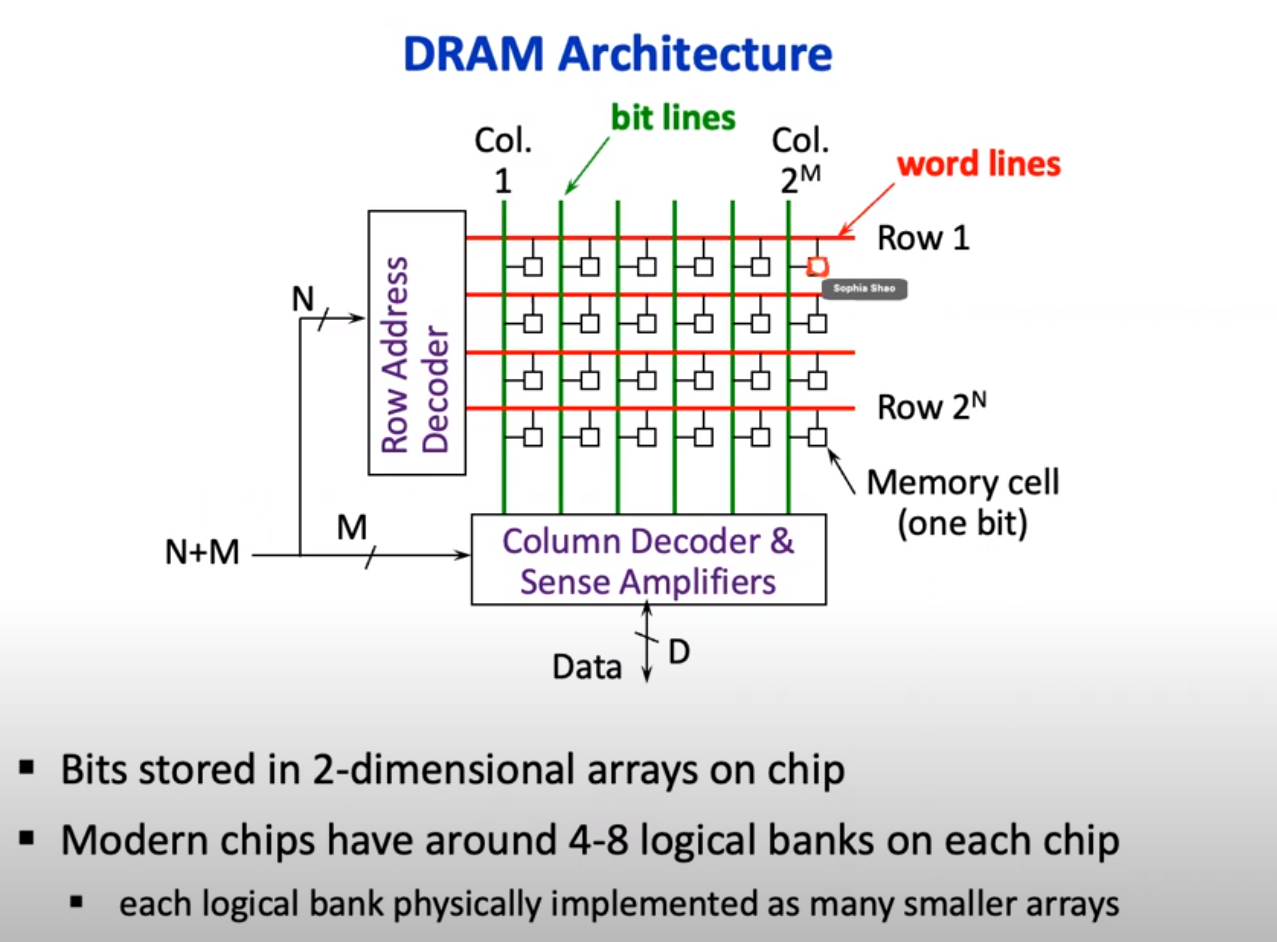 DRAM Architecture
bit lines
Col.
1
Col.
2ᴹ
word lines
Row 1
Sophia Shao
N
Row Address
Decoder
Row 2ᴺ
Memory cell
(one bit)
M
N+M
Column Decoder &
Sense Amplifiers
Data
D
▪ Bits stored in 2-dimensional arrays on chip
▪ Modern chips have around 4-8 logical banks on each chip
▪ each logical bank physically implemented as many smaller arrays